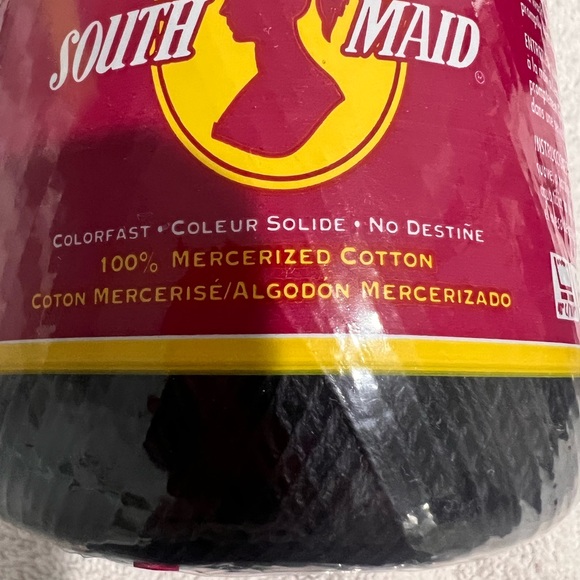 SOUTH MAID
COLORFAST • COLEUR SOLIDE • NO DESTIÑE
100% MERCERIZED COTTON
COTON MERCERISÉ/ALGODÓN MERCERIZADO